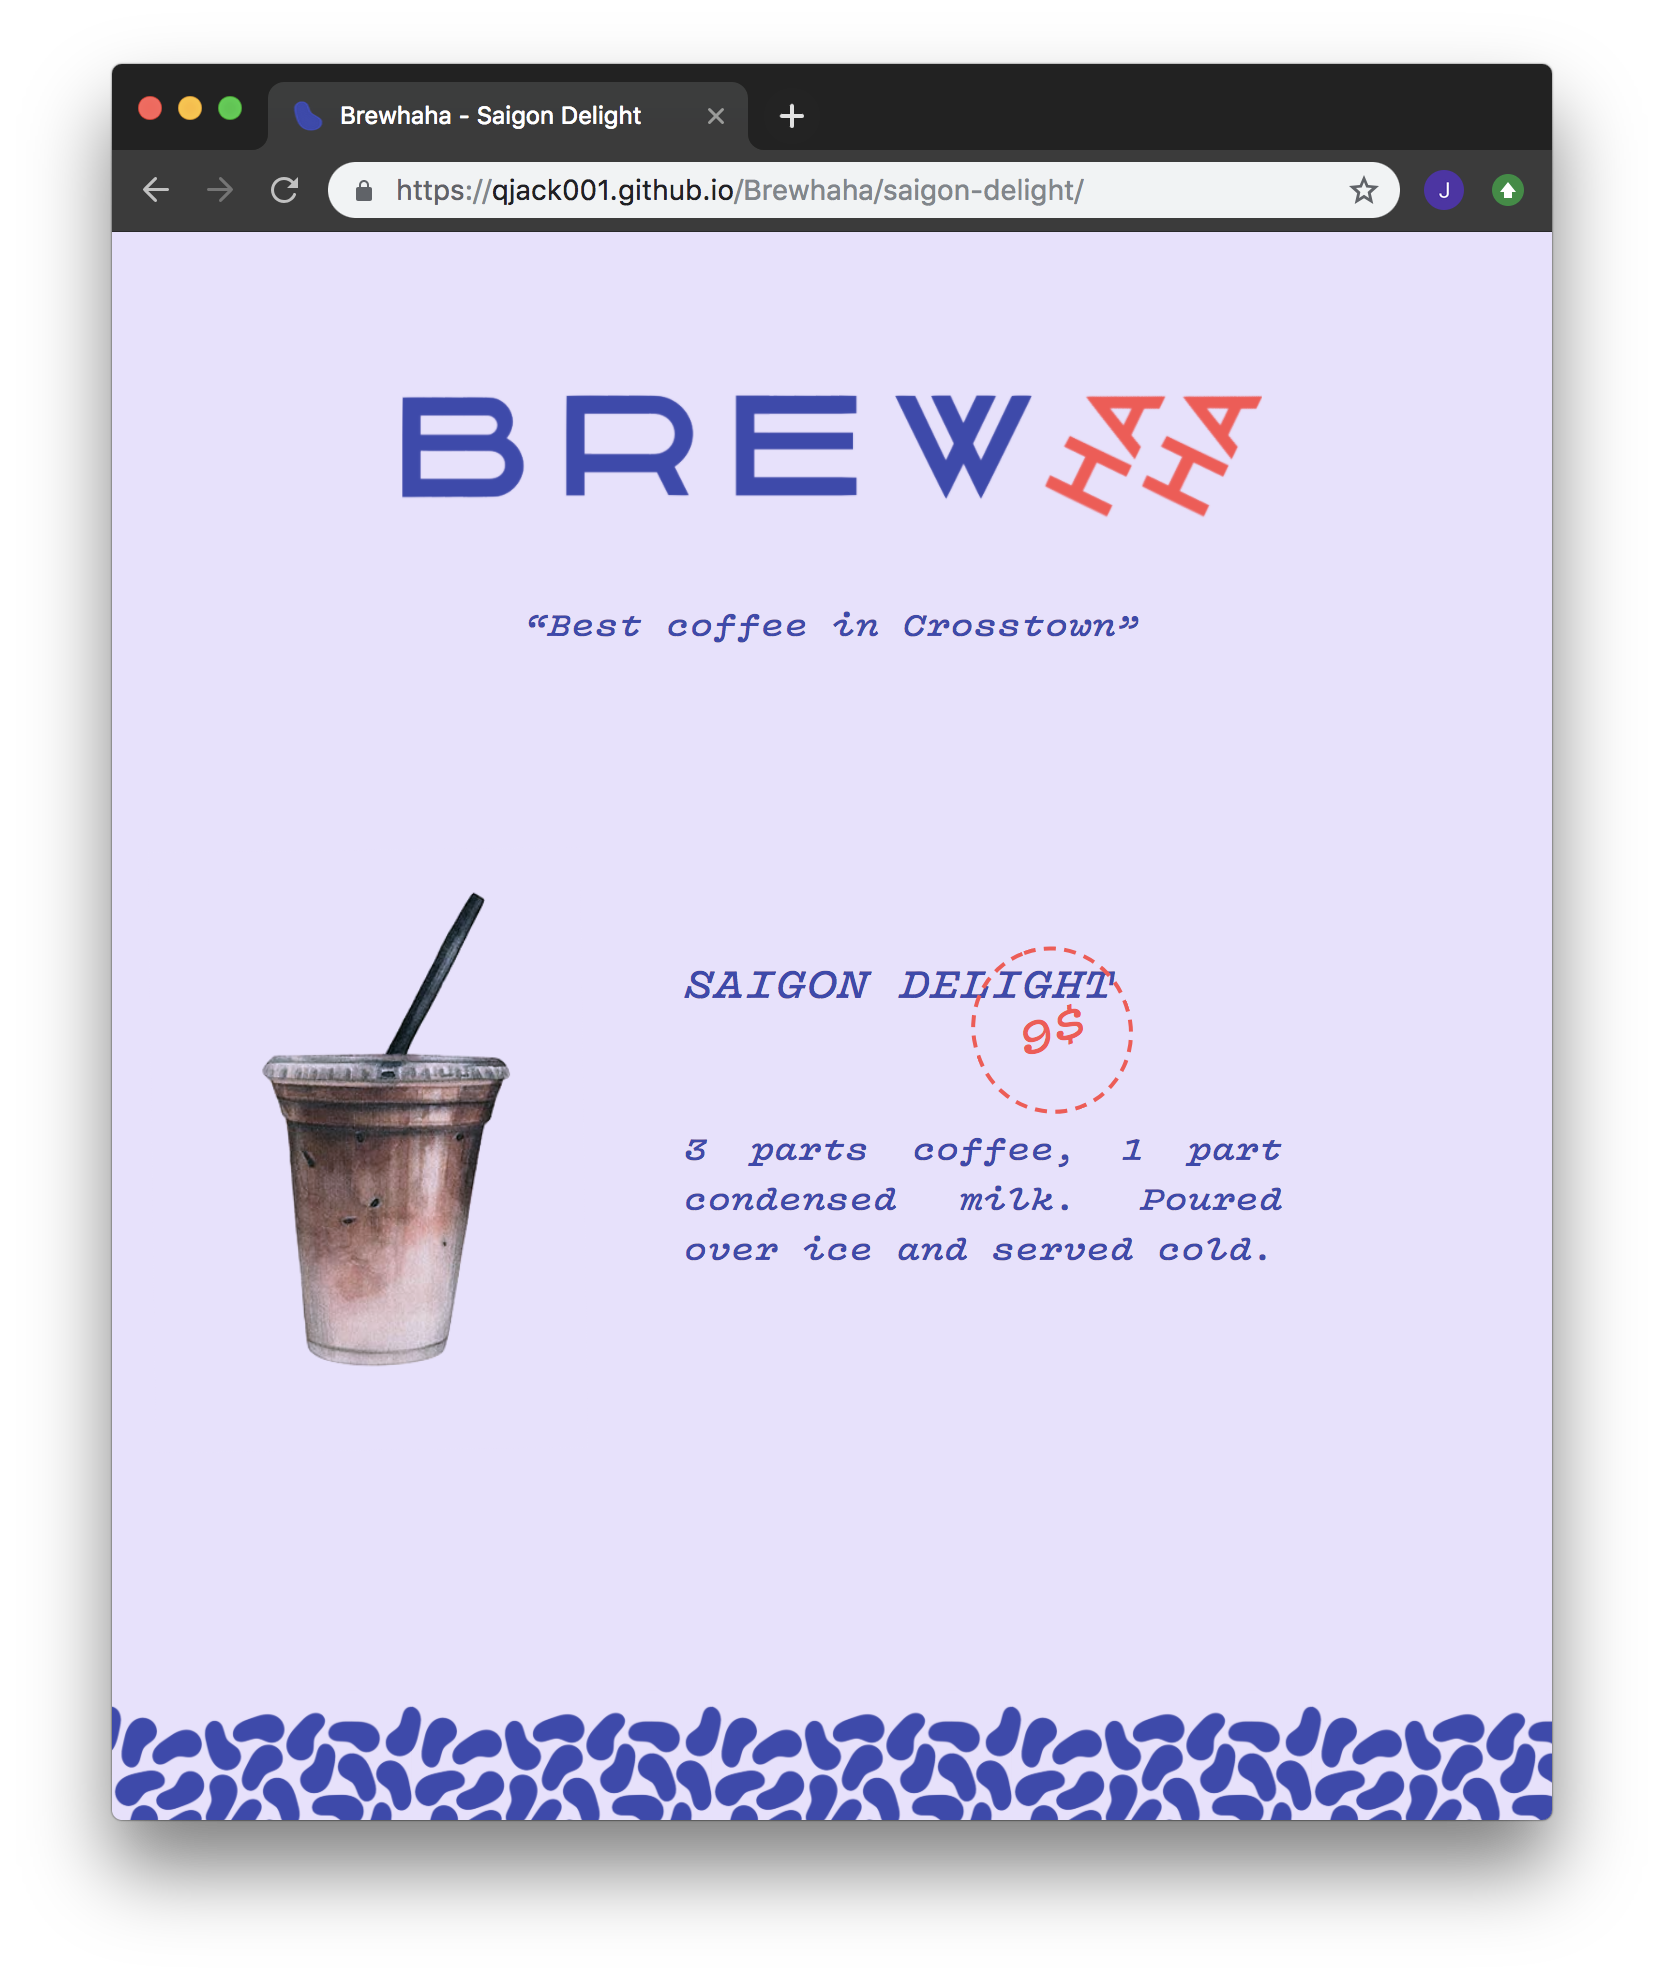 Brewhaha - Saigon Delight
https://qjack001.github.io/Brewhaha/saigon-delight/
J
BREWHAHA
“Best coffee in Crosstown”
SAIGON DELIGHT
9$
3 parts coffee, 1 part
condensed milk. Poured
over ice and served cold.